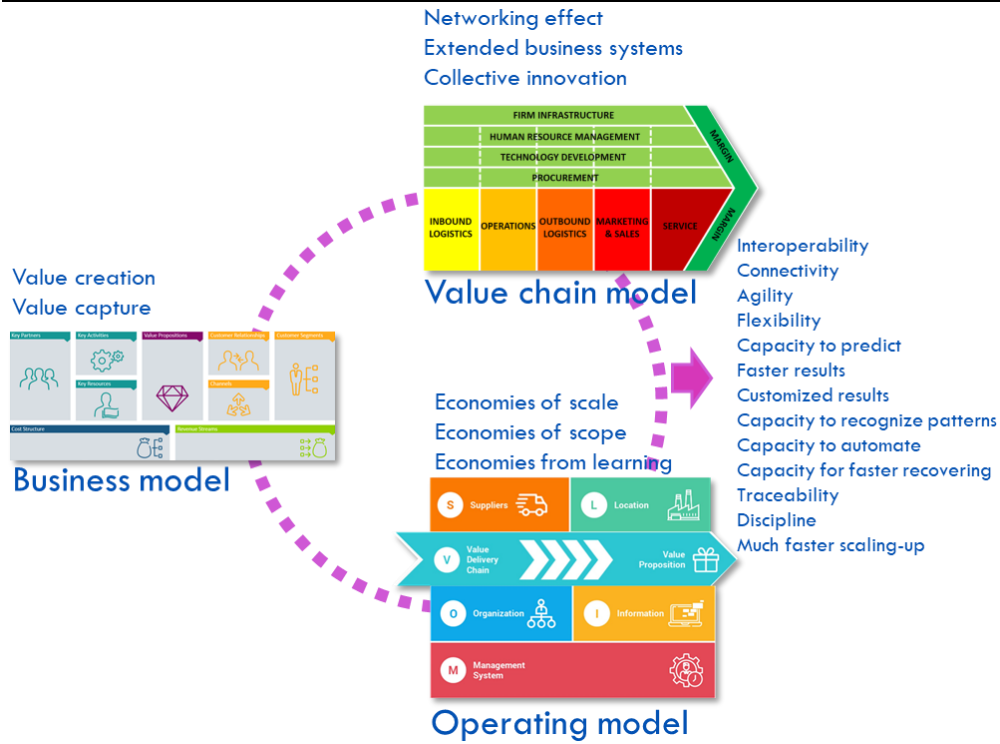 Networking effect
Extended business systems
Collective innovation
FIRM INFRASTRUCTURE
HUMAN RESOURCE MANAGEMENT
TECHNOLOGY DEVELOPMENT
PROCUREMENT
MARGIN
MARGIN
INBOUND
LOGISTICS
OPERATIONS
OUTBOUND
LOGISTICS
MARKETING
& SALES
SERVICE
Value chain model
Value creation
Value capture
Key Partners
Key Activities
Value Propositions
Customer Relationships
Customer Segments
Key Resources
Channels
Cost Structure
Revenue Streams
Business model
Economies of scale
Economies of scope
Economies from learning
S
Suppliers
L
Location
V
Value
Delivery
Chain
Value
Proposition
O
Organization
I
Information
M
Management
System
Operating model
Interoperability
Connectivity
Agility
Flexibility
Capacity to predict
Faster results
Customized results
Capacity to recognize patterns
Capacity to automate
Capacity for faster recovering
Traceability
Discipline
Much faster scaling-up